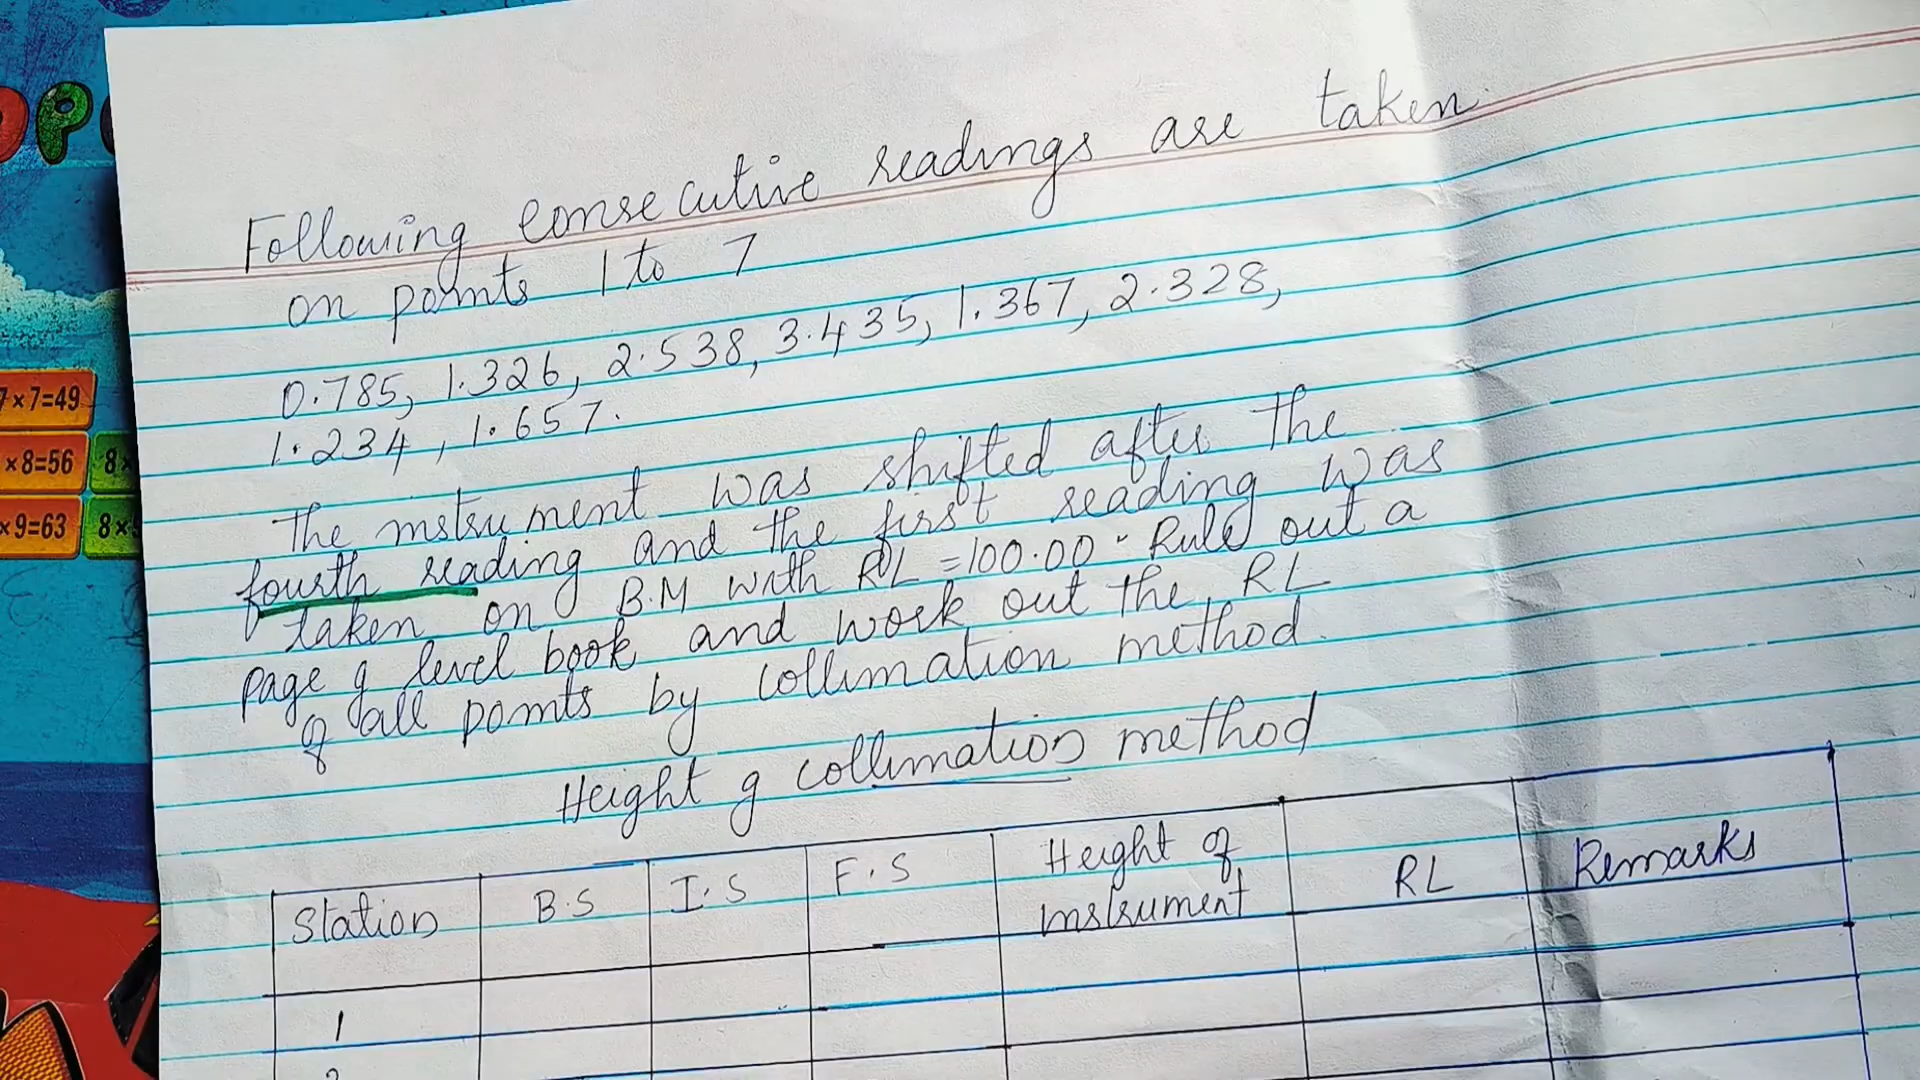 Following consecutive readings are taken
on points 1 to 7
0.785, 1.326, 2.538, 3.435, 1.367, 2.328,
1.234, 1.657.
The instrument was shifted after the
fourth reading and the first reading was
taken on B.M with RL =100.00. Rule out a
page of level book and work out the RL
of all points by collimation method.
Height of collimation method
Station B.S I.S F.S Height of instrument RL Remarks
1
7×7=49
×8=56 8×
×9=63 8×